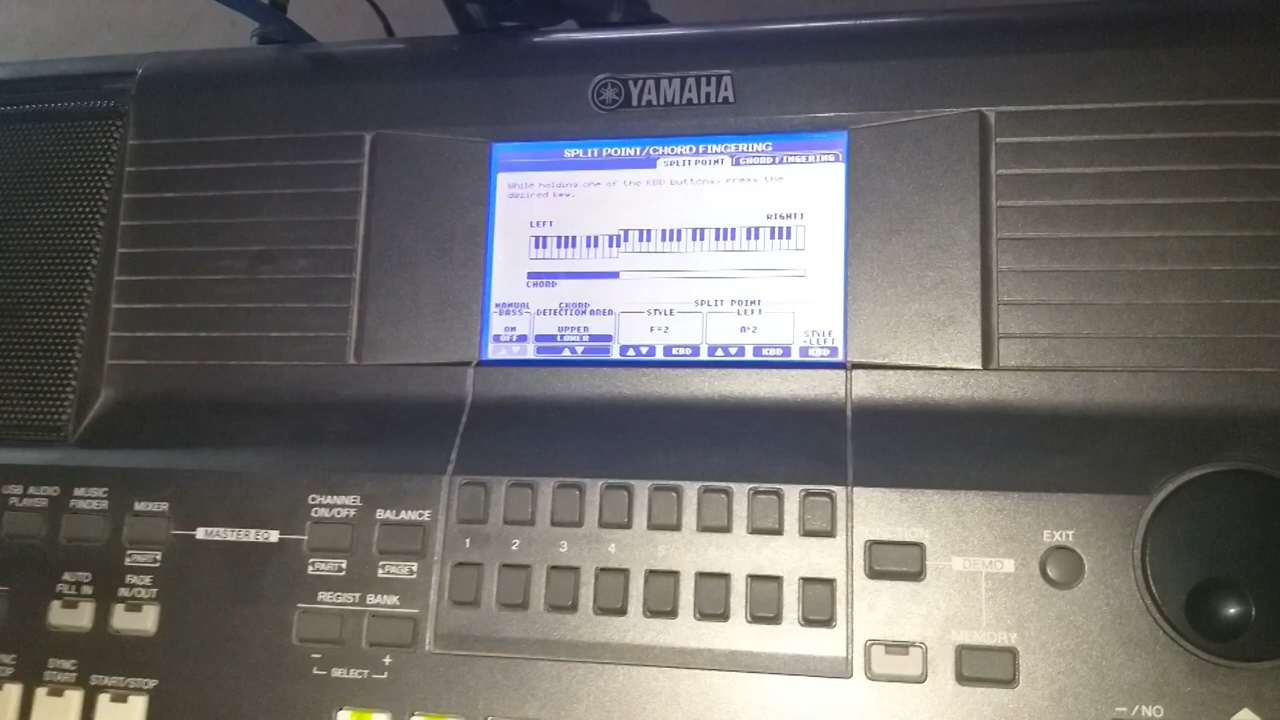 YAMAHA
SPLIT POINT/CHORD FINGERING
SPLIT POINT CHORD FINGERING
While holding one of the KBD buttons, press the
desired key.
LEFT RIGHT1
CHORD
SPLIT POINT
MANUAL BASS CHORD DETECTION AREA STYLE LEFT
ON UPPER F#2 STYLE
OFF LOWER +LEFT
▲▼ ▲▼ ▲▼ KBD ▲▼ KBD KBD
USB AUDIO PLAYER MUSIC FINDER MIXER
MASTER EQ
CHANNEL ON/OFF BALANCE
PART PART PAGE
1 2 3 4
AUTO FILL IN FADE IN/OUT
REGIST BANK
- +
SELECT
DEMO
EXIT
MEMORY
SYNC START START/STOP
–/NO